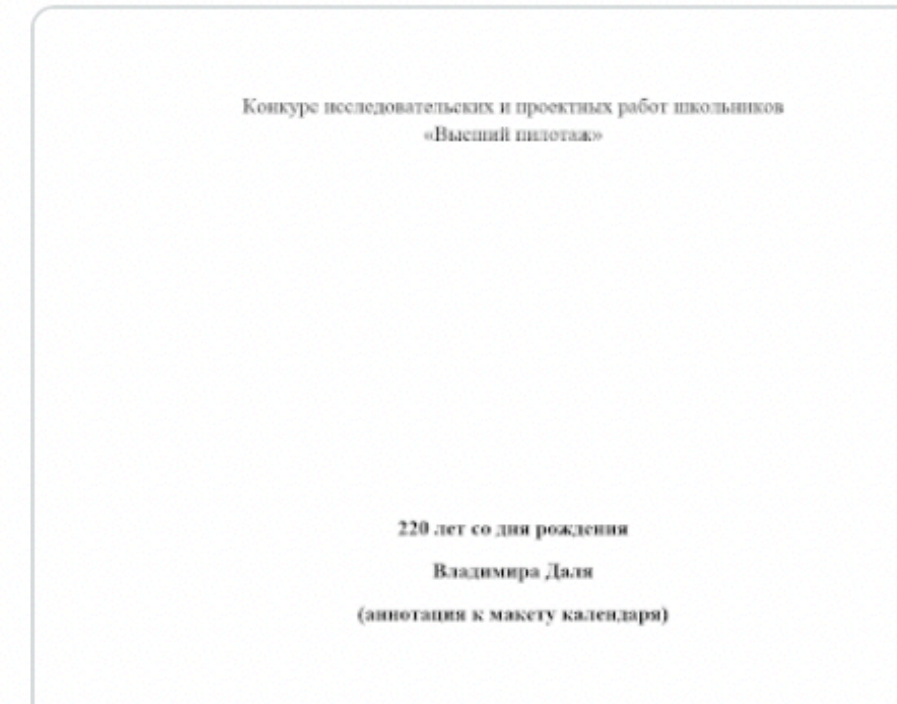 Конкурс исследовательских и проектных работ школьников
«Высший пилотаж»
220 лет со дня рождения
Владимира Даля
(аннотация к макету календаря)